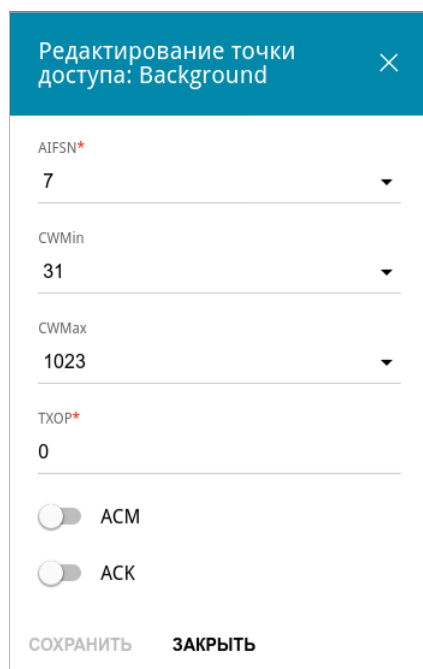 Редактирование точки
доступа: Background
AIFSN*
7
CWMin
31
CWMax
1023
TXOP*
0
ACM
ACK
СОХРАНИТЬ ЗАКРЫТЬ